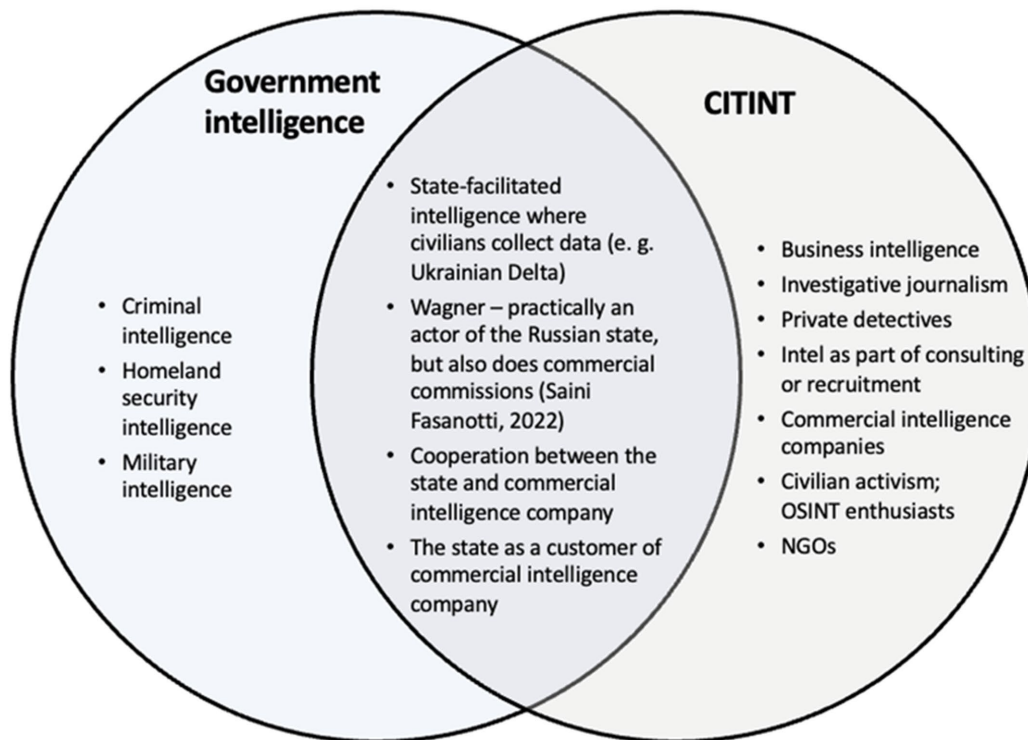 Government
intelligence
• Criminal
intelligence
• Homeland
security
intelligence
• Military
intelligence
• State-facilitated
intelligence where
civilians collect data (e. g.
Ukrainian Delta)
• Wagner – practically an
actor of the Russian state,
but also does commercial
commissions (Saini
Fasanotti, 2022)
• Cooperation between the
state and commercial
intelligence company
• The state as a customer of
commercial intelligence
company
CITINT
• Business intelligence
• Investigative journalism
• Private detectives
• Intel as part of consulting
or recruitment
• Commercial intelligence
companies
• Civilian activism;
OSINT enthusiasts
• NGOs